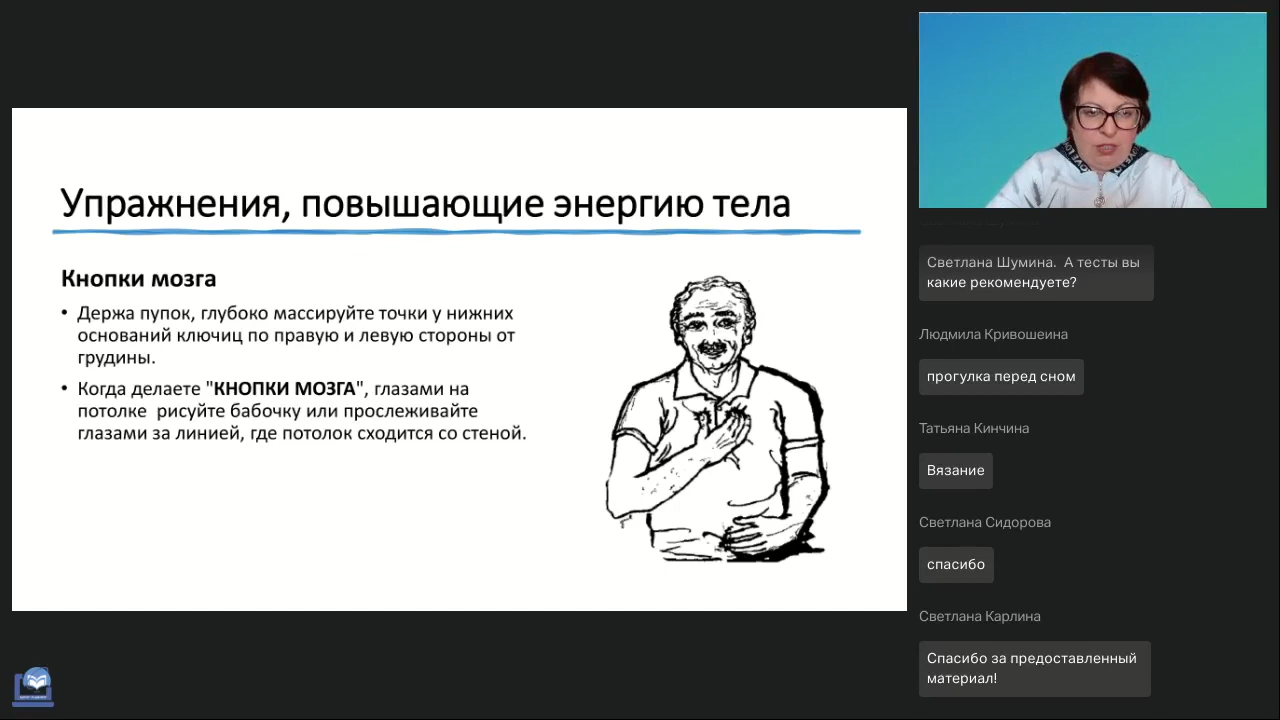 Упражнения, повышающие энергию тела
Кнопки мозга
• Держа пупок, глубоко массируйте точки у нижних
оснований ключиц по правую и левую стороны от
грудины.
• Когда делаете "КНОПКИ МОЗГА", глазами на
потолке рисуйте бабочку или прослеживайте
глазами за линией, где потолок сходится со стеной.
Светлана Шумина. А тесты вы
какие рекомендуете?
Людмила Кривошеина
прогулка перед сном
Татьяна Кинчина
Вязание
Светлана Сидорова
спасибо
Светлана Карлина
Спасибо за предоставленный
материал!